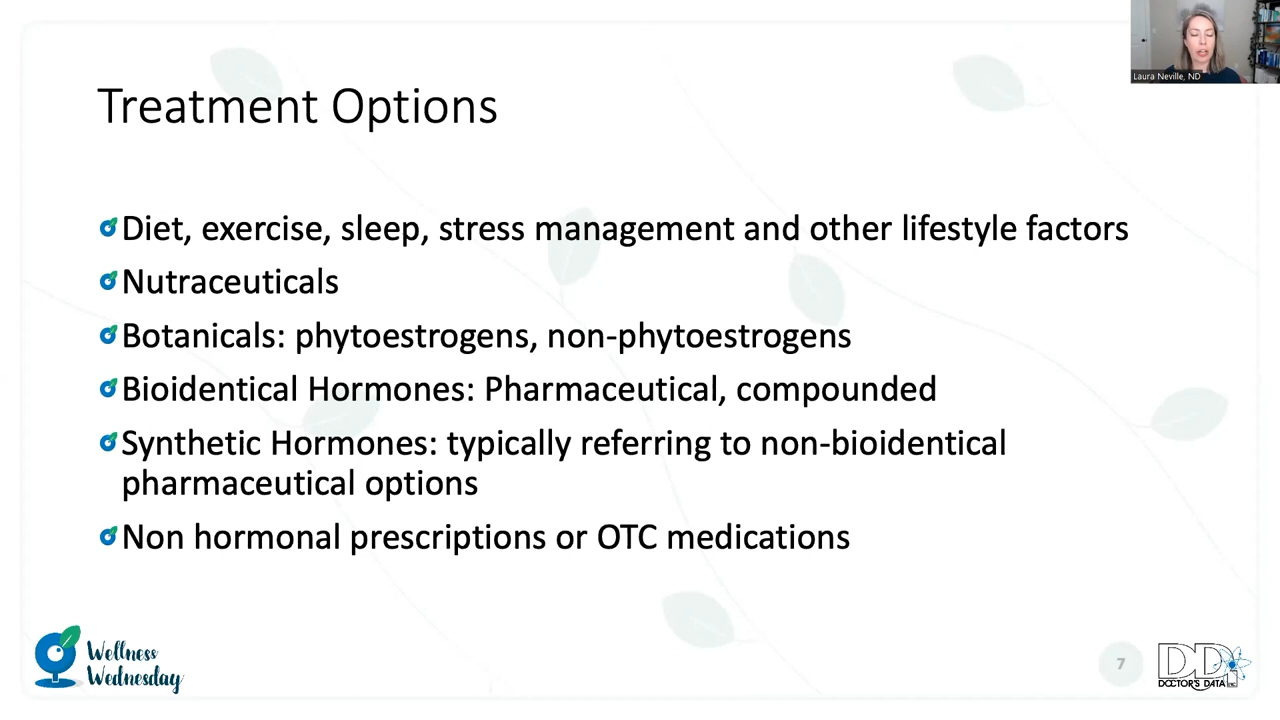 Laura Neville, ND
Treatment Options
Diet, exercise, sleep, stress management and other lifestyle factors
Nutraceuticals
Botanicals: phytoestrogens, non-phytoestrogens
Bioidentical Hormones: Pharmaceutical, compounded
Synthetic Hormones: typically referring to non-bioidentical
pharmaceutical options
Non hormonal prescriptions or OTC medications
Wellness
Wednesday
7
DDI
DOCTOR'S DATA INC.